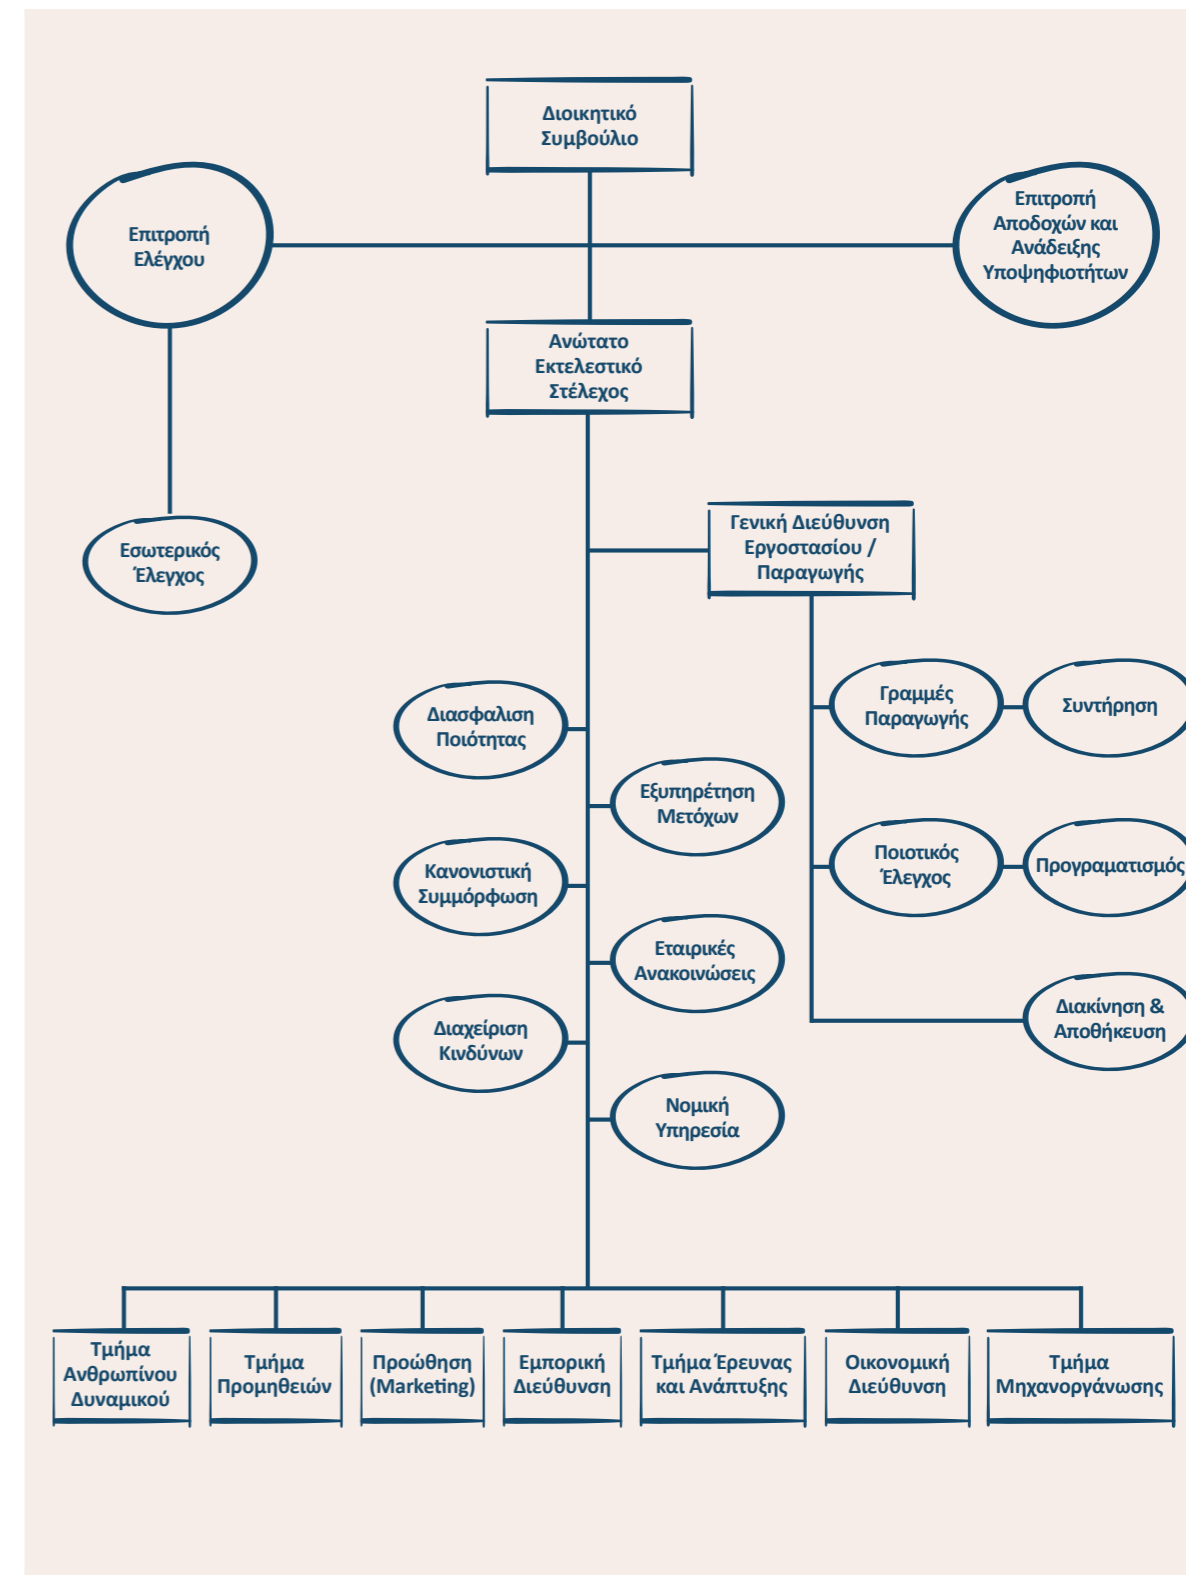 Διοικητικό
Συμβούλιο
Επιτροπή
Ελέγχου
Επιτροπή
Αποδοχών και
Ανάδειξης
Υποψηφιοτήτων
Ανώτατο
Εκτελεστικό
Στέλεχος
Εσωτερικός
Έλεγχος
Γενική Διεύθυνση
Εργοστασίου /
Παραγωγής
Διασφαλιση
Ποιότητας
Γραμμές
Παραγωγής
Συντήρηση
Εξυπηρέτηση
Μετόχων
Κανονιστική
Συμμόρφωση
Ποιοτικός
Έλεγχος
Προγραματισμός
Εταιρικές
Ανακοινώσεις
Διαχείριση
Κινδύνων
Διακίνηση &
Αποθήκευση
Νομική
Υπηρεσία
Τμήμα
Ανθρωπίνου
Δυναμικού
Τμήμα
Προμηθειών
Προώθηση
(Marketing)
Εμπορική
Διεύθυνση
Τμήμα Έρευνας
και Ανάπτυξης
Οικονομική
Διεύθυνση
Τμήμα
Μηχανοργάνωσης